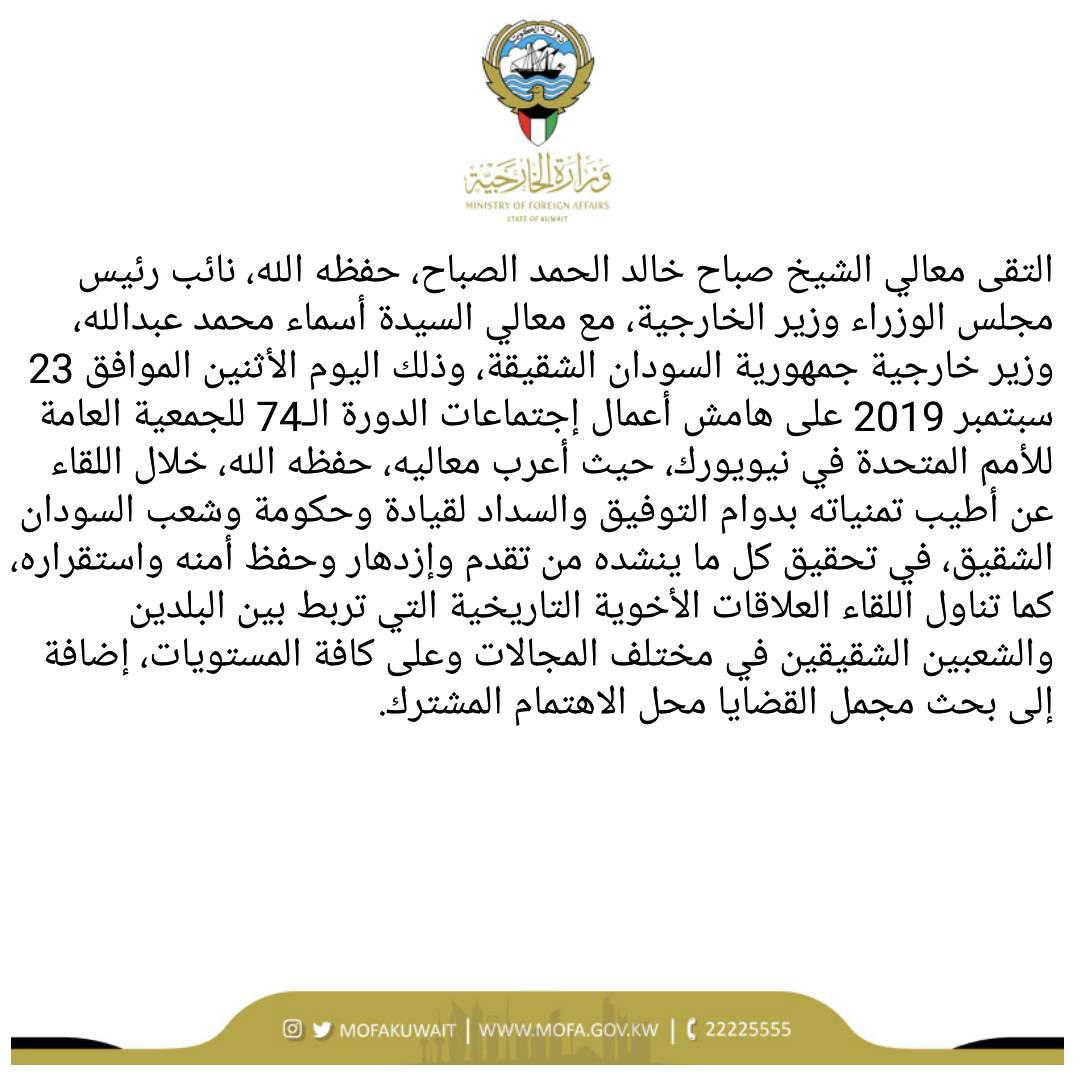 دولة الكويت
وزارة الخارجية
MINISTRY OF FOREIGN AFFAIRS
STATE OF KUWAIT
التقى معالي الشيخ صباح خالد الحمد الصباح، حفظه الله، نائب رئيس
مجلس الوزراء وزير الخارجية، مع معالي السيدة أسماء محمد عبدالله،
وزير خارجية جمهورية السودان الشقيقة، وذلك اليوم الأثنين الموافق 23
سبتمبر 2019 على هامش أعمال إجتماعات الدورة الـ74 للجمعية العامة
للأمم المتحدة في نيويورك، حيث أعرب معاليه، حفظه الله، خلال اللقاء
عن أطيب تمنياته بدوام التوفيق والسداد لقيادة وحكومة وشعب السودان
الشقيق، في تحقيق كل ما ينشده من تقدم وإزدهار وحفظ أمنه واستقراره،
كما تناول اللقاء العلاقات الأخوية التاريخية التي تربط بين البلدين
والشعبين الشقيقين في مختلف المجالات وعلى كافة المستويات، إضافة
إلى بحث مجمل القضايا محل الاهتمام المشترك.
MOFAKUWAIT | WWW.MOFA.GOV.KW | 22225555